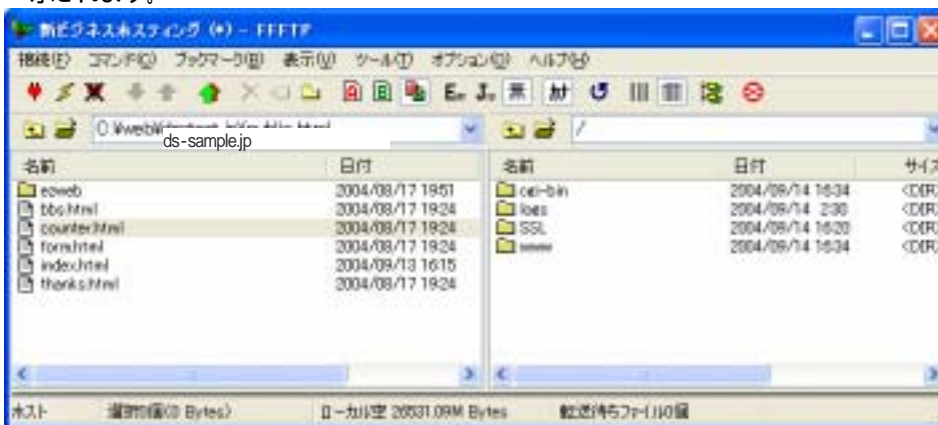 示されます。
新ビジネスホスティング (*) - FFFTP
接続(F) コマンド(C) ブックマーク(B) 表示(V) ツール(T) オプション(O) ヘルプ(H)
ds-sample.jp
/
名前 日付
ezweb 2004/08/17 19:51
bbs.html 2004/08/17 19:24
counter.html 2004/08/17 19:24
form.html 2004/08/17 19:24
index.html 2004/09/13 16:15
thanks.html 2004/08/17 19:24
名前 日付 サイズ
cgi-bin 2004/09/14 16:34 <DIR>
logs 2004/09/14 2:30 <DIR>
SSL 2004/09/14 16:20 <DIR>
www 2004/09/14 16:34 <DIR>
ホスト 選択0個(0 Bytes) ローカル空 26531.09M Bytes 転送待ちファイル0個